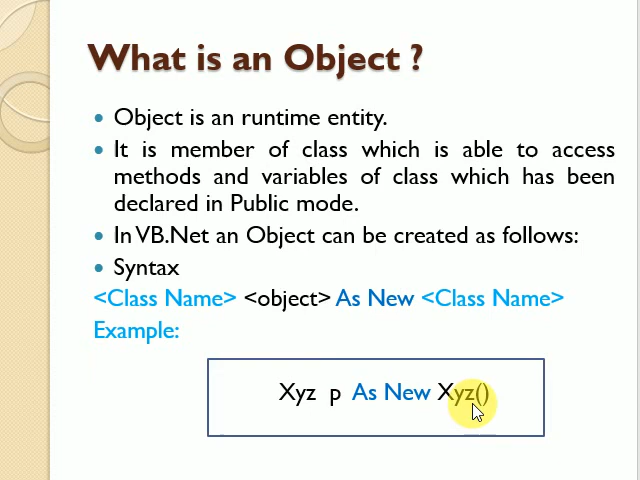 What is an Object ?
• Object is an runtime entity.
• It is member of class which is able to access
methods and variables of class which has been
declared in Public mode.
• In VB.Net an Object can be created as follows:
• Syntax
<Class Name> <object> As New <Class Name>
Example:
Xyz p As New Xyz()